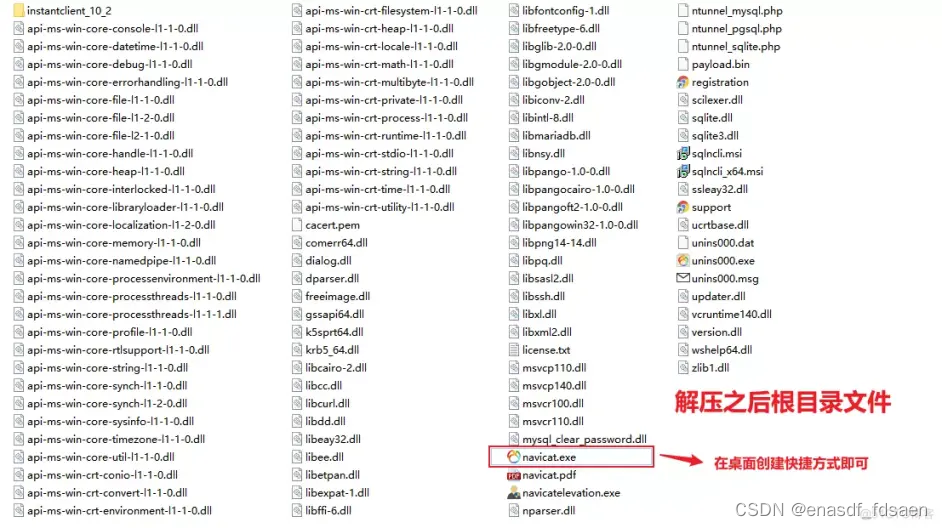 instantclient_10_2
api-ms-win-core-console-l1-1-0.dll
api-ms-win-core-datetime-l1-1-0.dll
api-ms-win-core-debug-l1-1-0.dll
api-ms-win-core-errorhandling-l1-1-0.dll
api-ms-win-core-file-l1-1-0.dll
api-ms-win-core-file-l1-2-0.dll
api-ms-win-core-file-l2-1-0.dll
api-ms-win-core-handle-l1-1-0.dll
api-ms-win-core-heap-l1-1-0.dll
api-ms-win-core-interlocked-l1-1-0.dll
api-ms-win-core-libraryloader-l1-1-0.dll
api-ms-win-core-localization-l1-2-0.dll
api-ms-win-core-memory-l1-1-0.dll
api-ms-win-core-namedpipe-l1-1-0.dll
api-ms-win-core-processenvironment-l1-1-0.dll
api-ms-win-core-processthreads-l1-1-0.dll
api-ms-win-core-processthreads-l1-1-1.dll
api-ms-win-core-profile-l1-1-0.dll
api-ms-win-core-rtlsupport-l1-1-0.dll
api-ms-win-core-string-l1-1-0.dll
api-ms-win-core-synch-l1-1-0.dll
api-ms-win-core-synch-l1-2-0.dll
api-ms-win-core-sysinfo-l1-1-0.dll
api-ms-win-core-timezone-l1-1-0.dll
api-ms-win-core-util-l1-1-0.dll
api-ms-win-crt-conio-l1-1-0.dll
api-ms-win-crt-convert-l1-1-0.dll
api-ms-win-crt-environment-l1-1-0.dll
api-ms-win-crt-filesystem-l1-1-0.dll
api-ms-win-crt-heap-l1-1-0.dll
api-ms-win-crt-locale-l1-1-0.dll
api-ms-win-crt-math-l1-1-0.dll
api-ms-win-crt-multibyte-l1-1-0.dll
api-ms-win-crt-private-l1-1-0.dll
api-ms-win-crt-process-l1-1-0.dll
api-ms-win-crt-runtime-l1-1-0.dll
api-ms-win-crt-stdio-l1-1-0.dll
api-ms-win-crt-string-l1-1-0.dll
api-ms-win-crt-time-l1-1-0.dll
api-ms-win-crt-utility-l1-1-0.dll
cacert.pem
comerr64.dll
dialog.dll
dparser.dll
freeimage.dll
gssapi64.dll
k5sprt64.dll
krb5_64.dll
libcairo-2.dll
libcc.dll
libcurl.dll
libdd.dll
libeay32.dll
libee.dll
libetpan.dll
libexpat-1.dll
libffi-6.dll
libfontconfig-1.dll
libfreetype-6.dll
libglib-2.0-0.dll
libgmodule-2.0-0.dll
libgobject-2.0-0.dll
libiconv-2.dll
libintl-8.dll
libmariadb.dll
libnsy.dll
libpango-1.0-0.dll
libpangocairo-1.0-0.dll
libpangoft2-1.0-0.dll
libpangowin32-1.0-0.dll
libpng14-14.dll
libpq.dll
libsasl2.dll
libssh.dll
libxl.dll
libxml2.dll
license.txt
msvcp110.dll
msvcp140.dll
msvcr100.dll
msvcr110.dll
mysql_clear_password.dll
navicat.exe
navicat.pdf
navicatelevation.exe
nparser.dll
ntunnel_mysql.php
ntunnel_pgsql.php
ntunnel_sqlite.php
payload.bin
registration
scilexer.dll
sqlite.dll
sqlite3.dll
sqlncli.msi
sqlncli_x64.msi
ssleay32.dll
support
ucrtbase.dll
unins000.dat
unins000.exe
unins000.msg
updater.dll
vcruntime140.dll
version.dll
wshelp64.dll
zlib1.dll
解压之后根目录文件
在桌面创建快捷方式即可
CSDN @enasdf_fdsaen